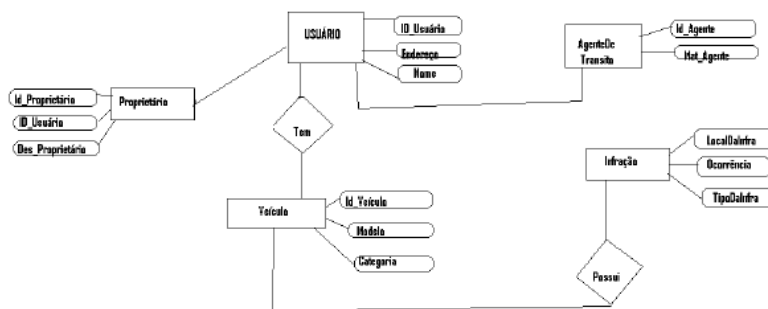 USUÁRIO
ID_Usuário
Endereço
Nome
AgenteDe
Transito
Id_Agente
Mat_Agente
Id_Proprietário
ID_Usuário
Des_Proprietário
Proprietário
Tem
LocalDaInfra
Infração
Ocorrência
TipoDaInfra
Veículo
Id_Veículo
Modelo
Categoria
Possui